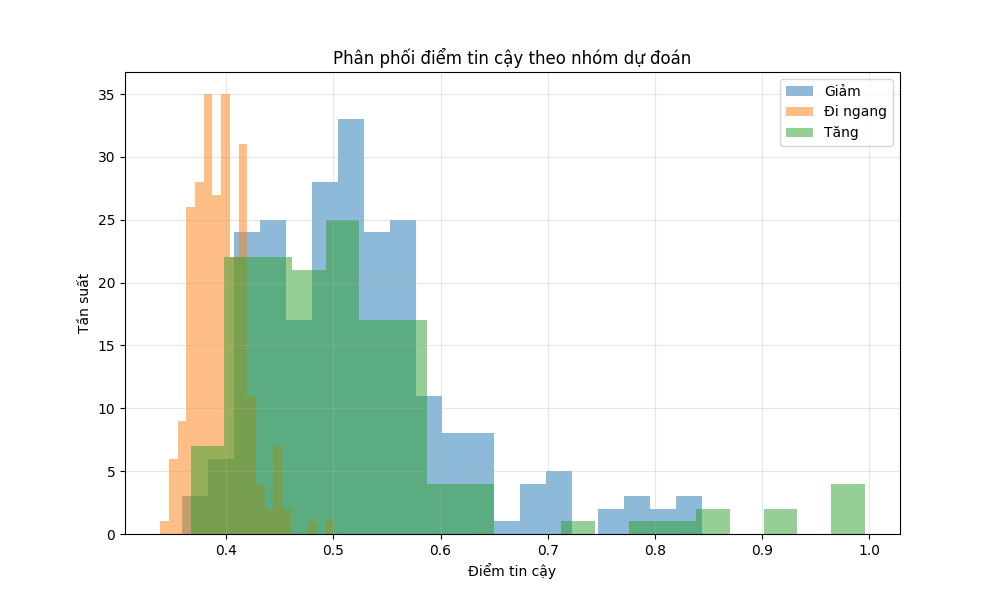 Phân phối điểm tin cậy theo nhóm dự đoán
Giảm
Đi ngang
Tăng
Tần suất
35
30
25
20
15
10
5
0
0.4 0.5 0.6 0.7 0.8 0.9 1.0
Điểm tin cậy